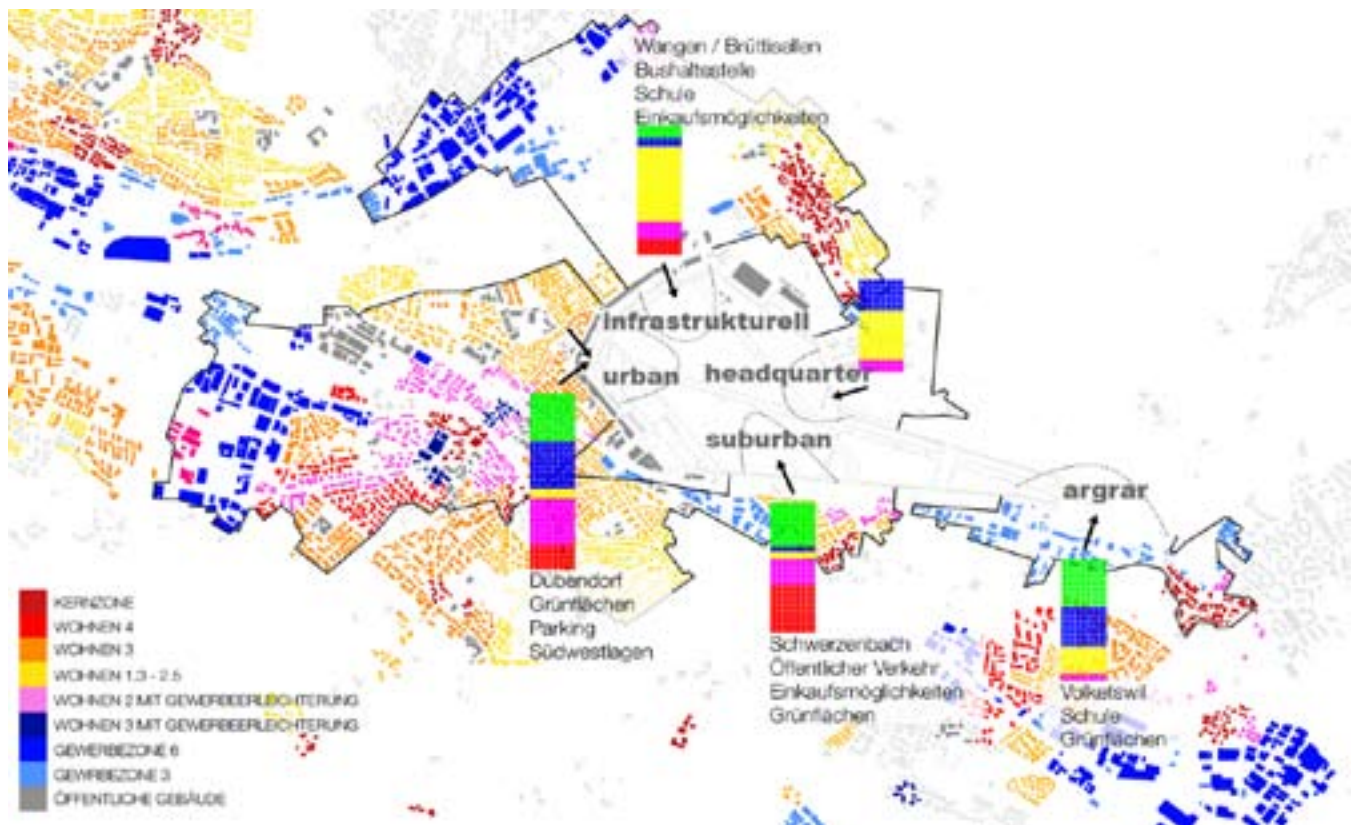 Wangen / Brüttisellen
Bushaltestelle
Schule
Einkaufsmöglichkeiten
infrastrukturell
urban
headquarter
suburban
argrar
Dübendorf
Grünflächen
Parking
Südwestlagen
Schwerzenbach
Öffentlicher Verkehr
Einkaufsmöglichkeiten
Grünflächen
Volketswil
Schule
Grünflächen
KERNZONE
WOHNEN 4
WOHNEN 3
WOHNEN 1.3 - 2.5
WOHNEN 2 MIT GEWERBEERLEICHTERUNG
WOHNEN 3 MIT GEWERBEERLEICHTERUNG
GEWERBEZONE 6
GEWRBEZONE 3
ÖFFENTLICHE GEBÄUDE